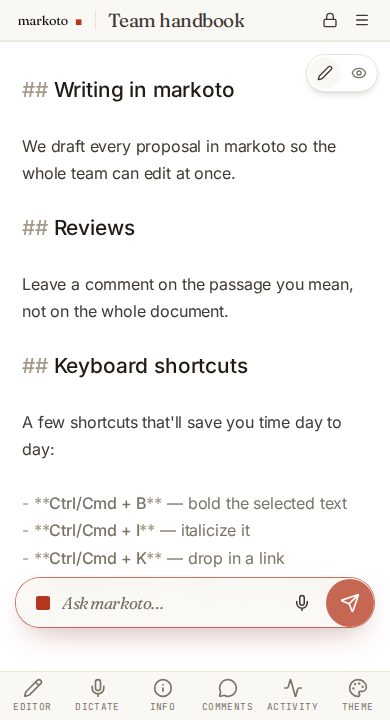 markoto
Team handbook
## Writing in markoto
We draft every proposal in markoto so the
whole team can edit at once.
## Reviews
Leave a comment on the passage you mean,
not on the whole document.
## Keyboard shortcuts
A few shortcuts that'll save you time day to
day:
- **Ctrl/Cmd + B** — bold the selected text
- **Ctrl/Cmd + I** — italicize it
- **Ctrl/Cmd + K** — drop in a link
Ask markoto...
EDITOR
DICTATE
INFO
COMMENTS
ACTIVITY
THEME